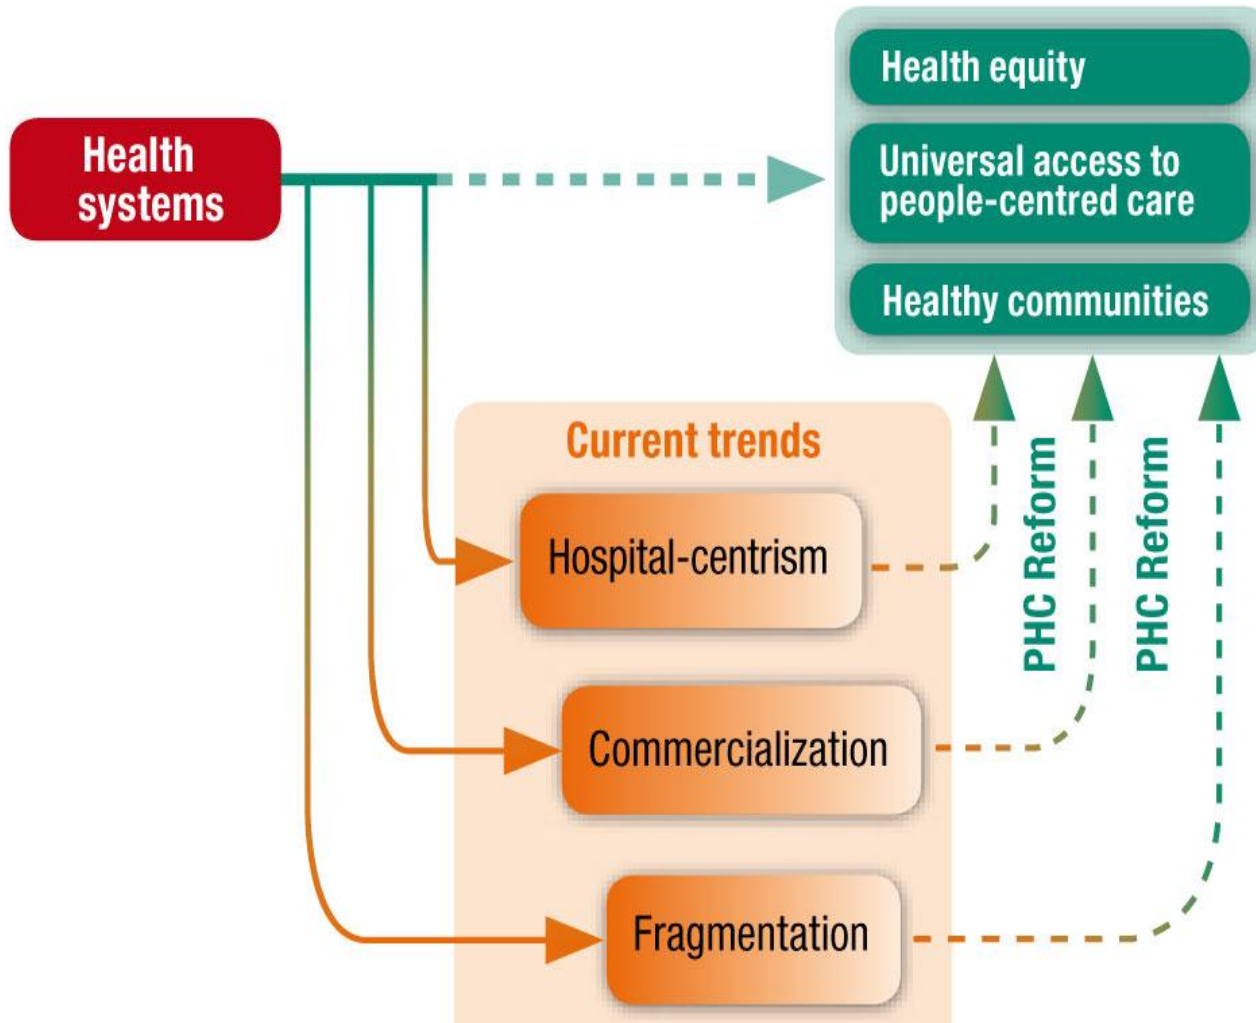 Health
systems
Health equity
Universal access to
people-centred care
Healthy communities
Current trends
Hospital-centrism
Commercialization
Fragmentation
PHC Reform
PHC Reform